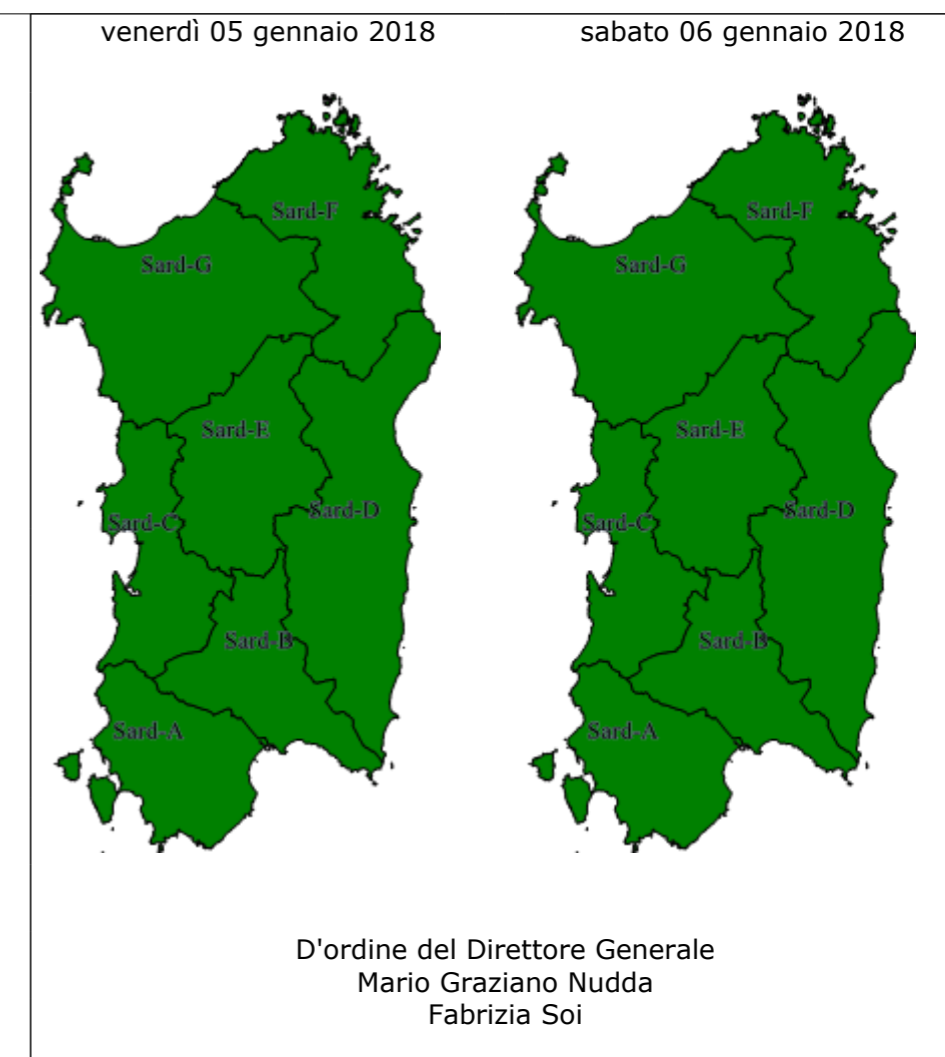 venerdì 05 gennaio 2018
sabato 06 gennaio 2018
Sard-F
Sard-G
Sard-E
Sard-D
Sard-C
Sard-B
Sard-A
Sard-F
Sard-G
Sard-E
Sard-D
Sard-C
Sard-B
Sard-A
D'ordine del Direttore Generale
Mario Graziano Nudda
Fabrizia Soi